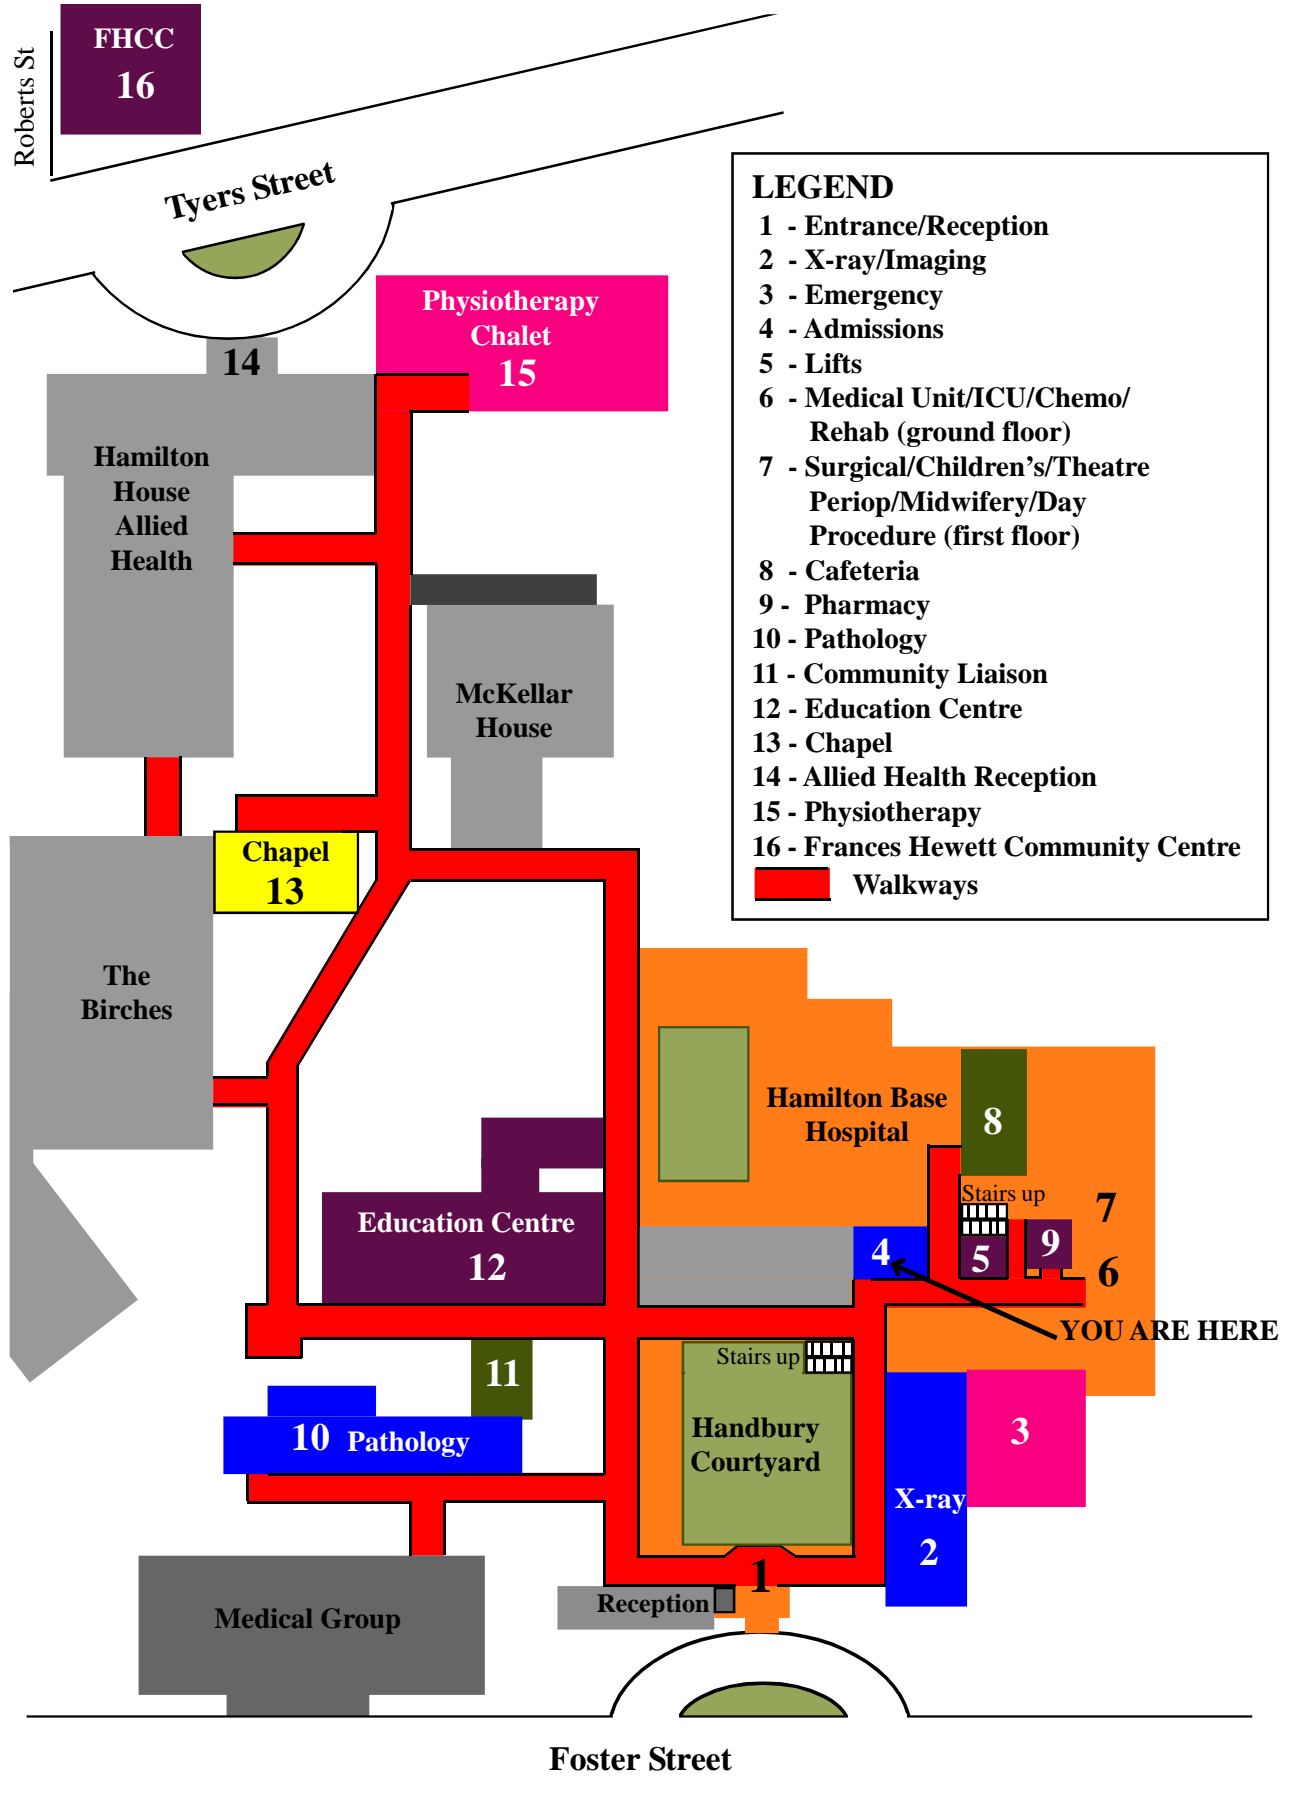 FHCC
16
Roberts St
Tyers Street
LEGEND
1 - Entrance/Reception
2 - X-ray/Imaging
3 - Emergency
4 - Admissions
5 - Lifts
6 - Medical Unit/ICU/Chemo/
Rehab (ground floor)
7 - Surgical/Children's/Theatre
Periop/Midwifery/Day
Procedure (first floor)
8 - Cafeteria
9 - Pharmacy
10 - Pathology
11 - Community Liaison
12 - Education Centre
13 - Chapel
14 - Allied Health Reception
15 - Physiotherapy
16 - Frances Hewett Community Centre
Walkways
Physiotherapy
Chalet
15
14
Hamilton
House
Allied
Health
McKellar
House
Chapel
13
The
Birches
Hamilton Base
Hospital
8
Stairs up
7
Education Centre
12
4
5
9
6
YOU ARE HERE
Stairs up
11
Handbury
Courtyard
3
10 Pathology
X-ray
2
1
Reception
Medical Group
Foster Street